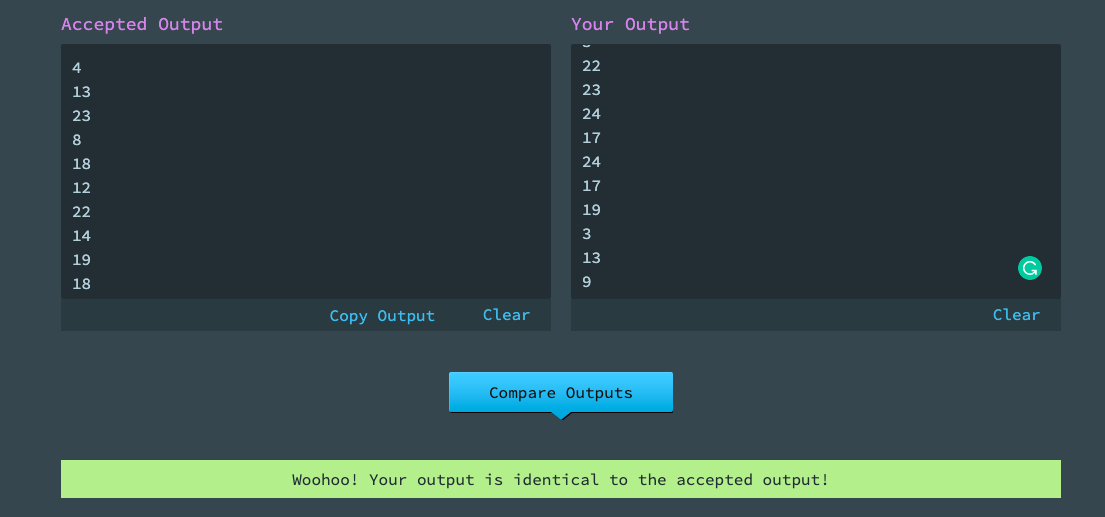 Accepted Output
4
13
23
8
18
12
22
14
19
18
Copy Output
Clear
Your Output
22
23
24
17
24
17
19
3
13
9
Clear
Compare Outputs
Woohoo! Your output is identical to the accepted output!